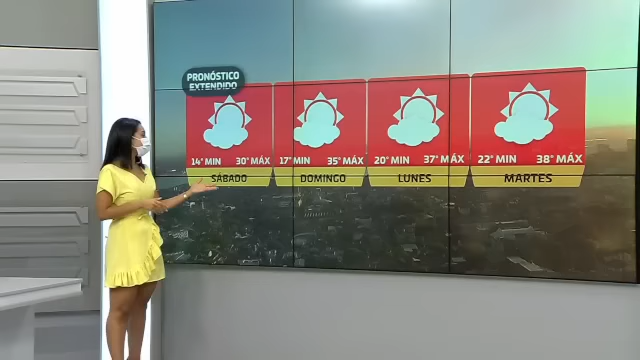 PRONÓSTICO
EXTENDIDO
14° MIN 30° MÁX
SÁBADO
17° MIN 35° MÁX
DOMINGO
20° MIN 37° MÁX
LUNES
22° MIN 38° MÁX
MARTES